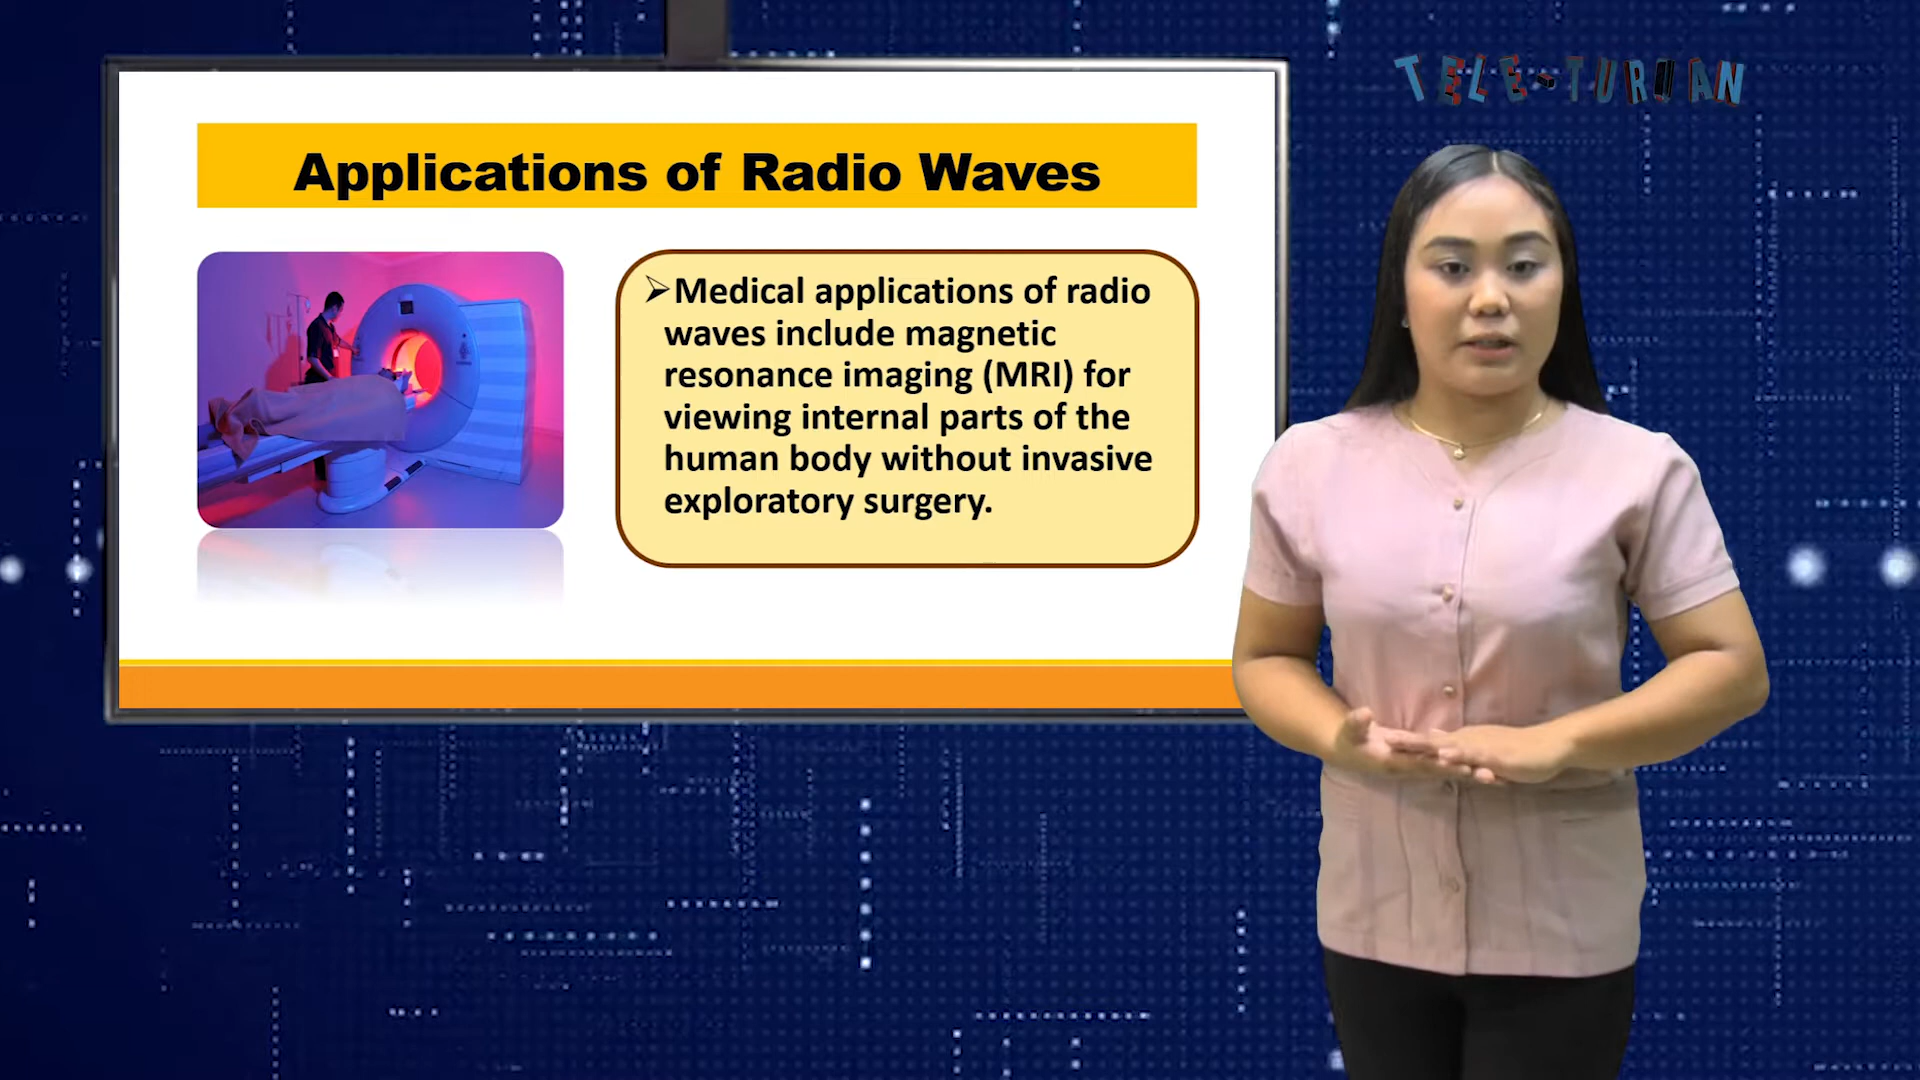 TELE-TURUAN
Applications of Radio Waves
➢Medical applications of radio
waves include magnetic
resonance imaging (MRI) for
viewing internal parts of the
human body without invasive
exploratory surgery.